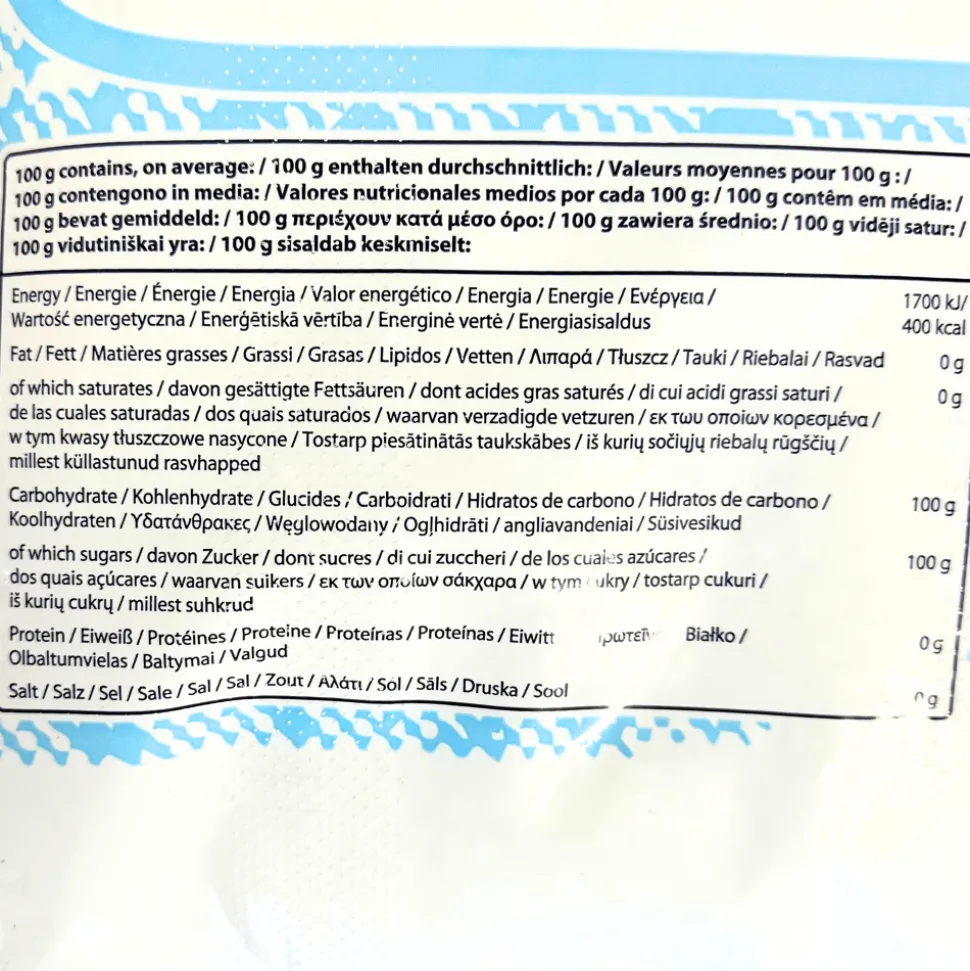 100 g contains, on average: / 100 g enthalten durchschnittlich: / Valeurs moyennes pour 100 g : /
100 g contengono in media: / Valores nutricionales medios por cada 100 g: / 100 g contêm em média: /
100 g bevat gemiddeld: / 100 g περιέχουν κατά μέσο όρο: / 100 g zawiera średnio: / 100 g vidēji satur: /
100 g vidutiniškai yra: / 100 g sisaldab keskmiselt:
Energy / Energie / Énergie / Energia / Valor energético / Energia / Energie / Ενέργεια / 1700 kJ/
Wartość energetyczna / Enerģētiskā vērtība / Energinė vertė / Energiasisaldus 400 kcal
Fat / Fett / Matières grasses / Grassi / Grasas / Lipidos / Vetten / Λιπαρά / Tłuszcz / Tauki / Riebalai / Rasvad 0 g
of which saturates / davon gesättigte Fettsäuren / dont acides gras saturés / di cui acidi grassi saturi / 0 g
de las cuales saturadas / dos quais saturados / waarvan verzadigde vetzuren / εκ των οποίων κορεσμένα /
w tym kwasy tłuszczowe nasycone / Tostarp piesātinātās taukskābes / iš kurių sočiųjų riebalų rūgščių /
millest küllastunud rasvhapped
Carbohydrate / Kohlenhydrate / Glucides / Carboidrati / Hidratos de carbono / Hidratos de carbono / 100 g
Koolhydraten / Υδατάνθρακες / Węglowodany / Ogļhidrāti / angliavandeniai / Süsivesikud
of which sugars / davon Zucker / dont sucres / di cui zuccheri / de los cuales azúcares / 100 g
dos quais açúcares / waarvan suikers / εκ των οποίων σάκχαρα / w tym / tostarp cukuri /
iš kurių cukrų / millest suhkrud
Protein / Eiweiß / Protéines / Proteine / Proteínas / Proteínas / Eiwitt Białko / 0 g
Olbaltumvielas / Baltymai / Valgud
Salt / Salz / Sel / Sale / Sal / Sal / Zout / Αλάτι / Sól / Sāls / Druska / Sool g